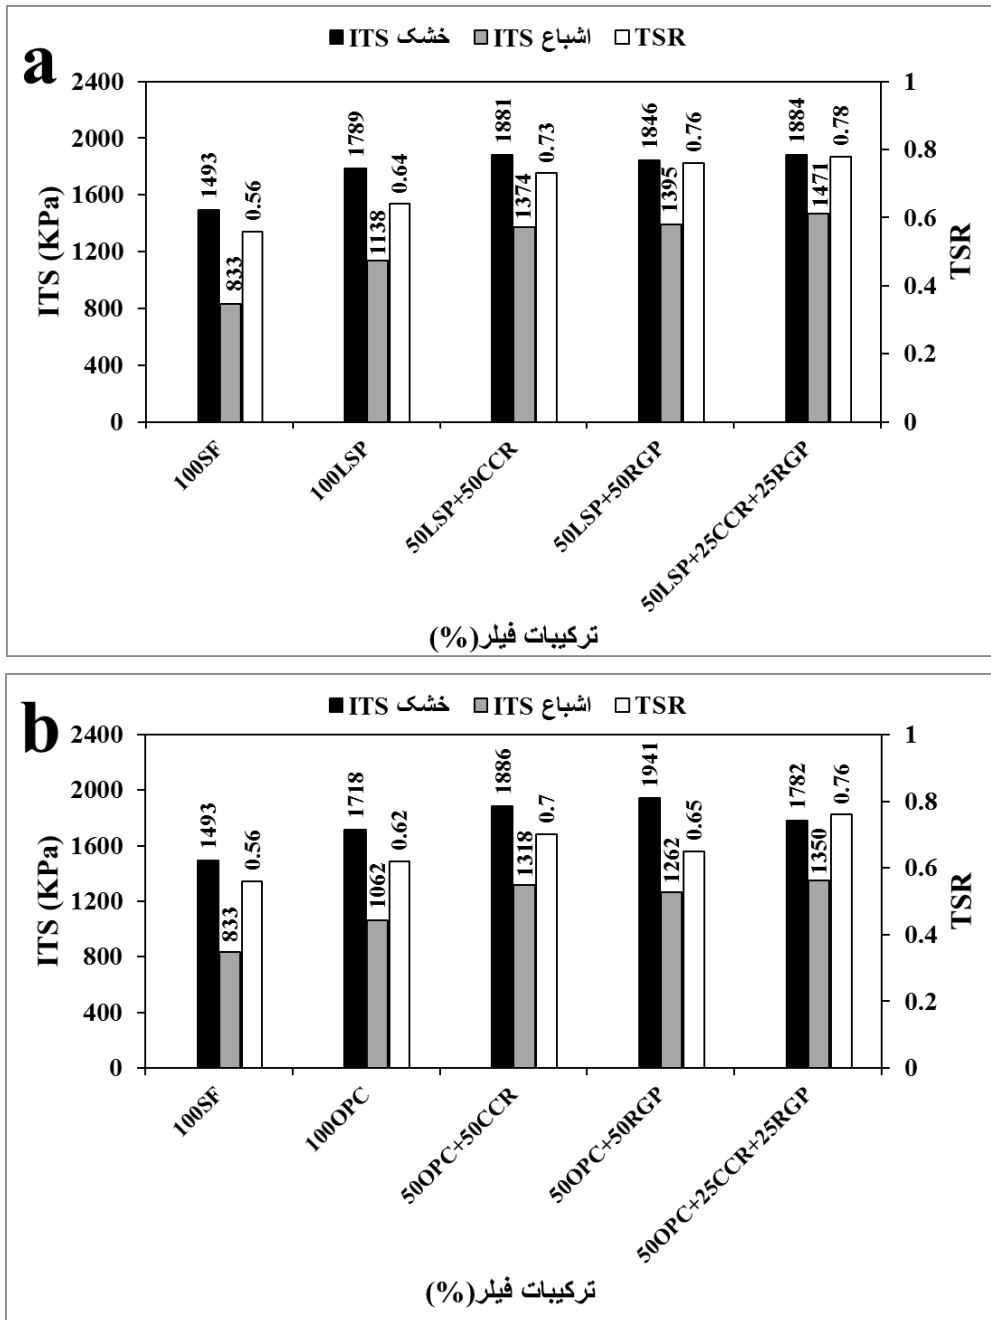 a
ITS خشک ITS اشباع TSR
2400
2000
1600
1200
800
400
0
ITS (KPa)
1
0.8
0.6
0.4
0.2
0
TSR
1493 833 0.56
1789 1138 0.64
1881 1374 0.73
1846 1395 0.76
1884 1471 0.78
100SF
100LSP
50LSP+50CCR
50LSP+50RGP
50LSP+25CCR+25RGP
ترکیبات فیلر(%)
b
ITS خشک ITS اشباع TSR
2400
2000
1600
1200
800
400
0
ITS (KPa)
1
0.8
0.6
0.4
0.2
0
TSR
1493 833 0.56
1718 1062 0.62
1886 1318 0.7
1941 1262 0.65
1782 1350 0.76
100SF
100OPC
50OPC+50CCR
50OPC+50RGP
50OPC+25CCR+25RGP
ترکیبات فیلر(%)